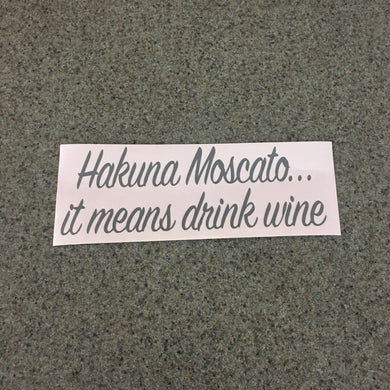 Hakuna Moscato...
it means drink wine